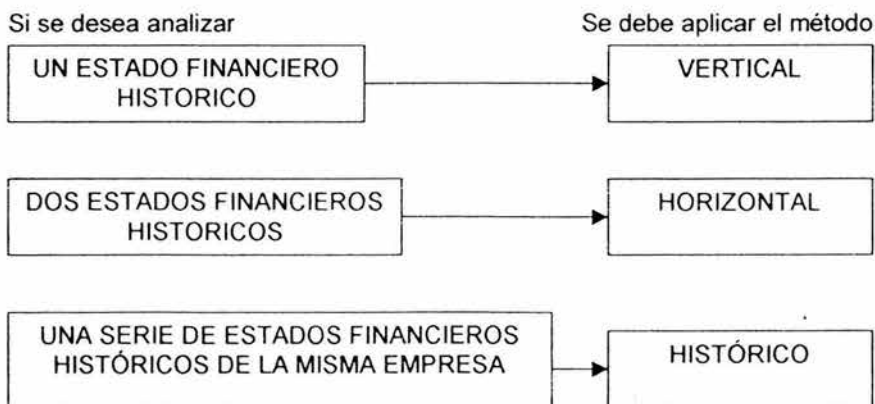 Si se desea analizar
Se debe aplicar el método
UN ESTADO FINANCIERO
HISTORICO
VERTICAL
DOS ESTADOS FINANCIEROS
HISTORICOS
HORIZONTAL
UNA SERIE DE ESTADOS FINANCIEROS
HISTÓRICOS DE LA MISMA EMPRESA
HISTÓRICO